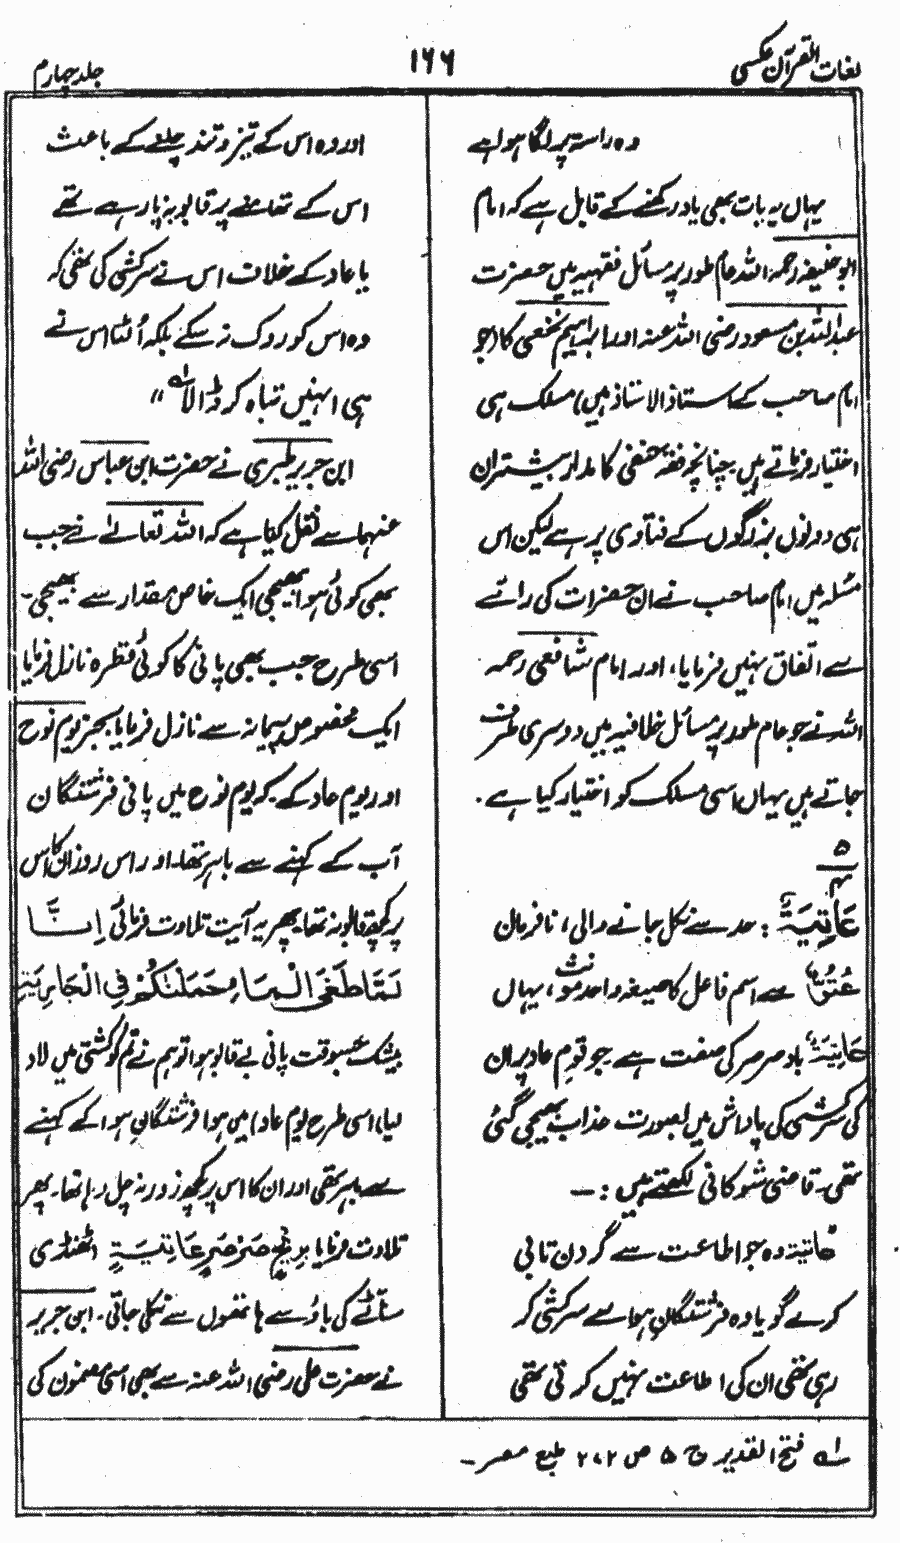 لغات القرآن عکسی
۱۶۶
جلد چہارم
وہ راستہ پر لگا ہوا ہے
یہاں یہ بات بھی یاد رکھنے کے قابل ہے کہ امام
ابو حنیفہ رحمہ اللہ عام طور پر مسائل فقہیہ میں حضرت
عبد اللہ بن مسعود رضی اللہ عنہ اور ابراہیم نخعی کا (جو
امام صاحب کے استاذ الاستاذ ہیں) مسلک ہی
اختیار فرماتے ہیں چنانچہ فقہ حنفی کا مدار بیشتر ان
ہی دونوں بزرگوں کے فتاوی پر ہے لیکن اس
مسئلہ میں امام صاحب نے ان حضرات کی رائے
سے اتفاق نہیں فرمایا، اور امام شافعی رحمہ
اللہ نے جو عام طور پر مسائل خلافیہ میں دوسری طرف
جاتے ہیں یہاں اسی مسلک کو اختیار کیا ہے۔
۵
عَاتِيَةٍ : حد سے نکل جانے والی، نافرمان
عُتُوٌّ سے اسم فاعل کا صیغہ واحد مونث، یہاں
عَاتِيَة باد صرصر کی صفت ہے جو قوم عاد پر ان
کی سرکشی کی پاداش میں بصورت عذاب بھیجی گئی
تھی۔ قاضی شوکانی لکھتے ہیں :۔
عاتیة وہ جو اطاعت سے گردن تابی
کرے گویا وہ فرشتگان ہوا سے سرکشی کر
رہی تھی ان کی اطاعت نہیں کرتی تھی
اور وہ اس کے تیز و تند چلنے کے باعث
اس کے تھامنے پر قابو نہ پا رہے تھے
یا عاد کے خلاف اس نے سرکشی کی تھی کہ
وہ اس کو روک نہ سکے بلکہ اُلٹا اس نے
ہی انہیں تباہ کر ڈالا لہ "
ابن جریر طبری نے حضرت ابن عباس رضی اللہ
عنہما سے نقل کیا ہے کہ اللہ تعالےٰ نے جب
بھی کوئی ہوا بھیجی ایک خاص مقدار سے بھیجی۔
اسی طرح جب بھی پانی کا کوئی قطرہ نازل فرمایا
ایک مخصوص پیمانہ سے نازل فرمایا بجز یوم نوح
اور یوم عاد کے۔ کہ یوم نوح میں پانی فرشتگان
آب کے کہنے سے باہر تھا۔ اور اس روز ان کا اس
پر کچھ قابو نہ تھا۔ پھر یہ آیت تلاوت فرمائی اِنَّا
لَمَّا طَغَى الْمَاءُ حَمَلْنٰكُمْ فِي الْجَارِيَةِ
بیشک جسوقت پانی بے قابو ہوا تو ہم نے تم کو کشتی میں لاد
لیا) اسی طرح یوم عاد میں ہوا فرشتگان ہوا کے کہنے
سے باہر تھی اور ان کا اس پر کچھ زور نہ چل رہا تھا۔ پھر
تلاوت فرمایا بِرِيْحٍ صَرْصَرٍ عَاتِيَةٍ (ٹھنڈی
سناٹے کی باؤ سے ہاتھوں سے نکلی جاتی۔ ابن جریر
نے حضرت علی رضی اللہ عنہ سے بھی اسی مضمون کی
لہ فتح القدیر ج ۵ ص ۲۷۲ طبع مصر۔